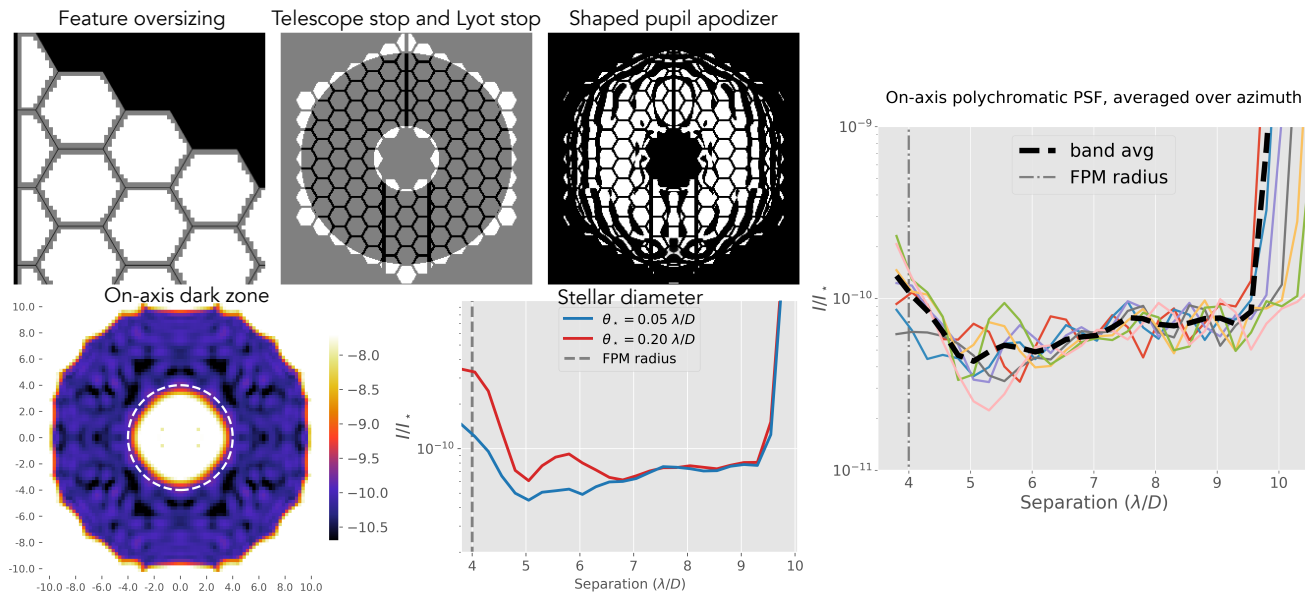 Feature oversizing
Telescope stop and Lyot stop
Shaped pupil apodizer
On-axis dark zone
10.0
8.0
6.0
4.0
2.0
0.0
-2.0
-4.0
-6.0
-8.0
-10.0
-10.0 -8.0 -6.0 -4.0 -2.0 0.0 2.0 4.0 6.0 8.0 10.0
−8.0
−8.5
−9.0
−9.5
−10.0
−10.5
Stellar diameter
θ⋆ = 0.05 λ/D
θ⋆ = 0.20 λ/D
FPM radius
I/I⋆
10⁻¹⁰
4 5 6 7 8 9 10
Separation (λ/D)
On-axis polychromatic PSF, averaged over azimuth
band avg
FPM radius
I/I⋆
10⁻⁹
10⁻¹⁰
10⁻¹¹
4 5 6 7 8 9 10
Separation (λ/D)